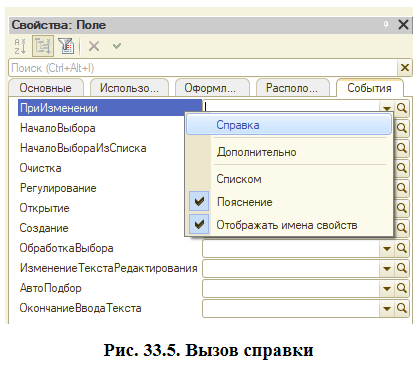 Свойства: Поле
Поиск (Ctrl+Alt+I)
Основные Использо... Оформл... Располо... События
ПриИзменении
НачалоВыбора
НачалоВыбораИзСписка
Очистка
Регулирование
Открытие
Создание
ОбработкаВыбора
ИзменениеТекстаРедактирования
АвтоПодбор
ОкончаниеВводаТекста
Справка
Дополнительно
Списком
Пояснение
Отображать имена свойств
Рис. 33.5. Вызов справки